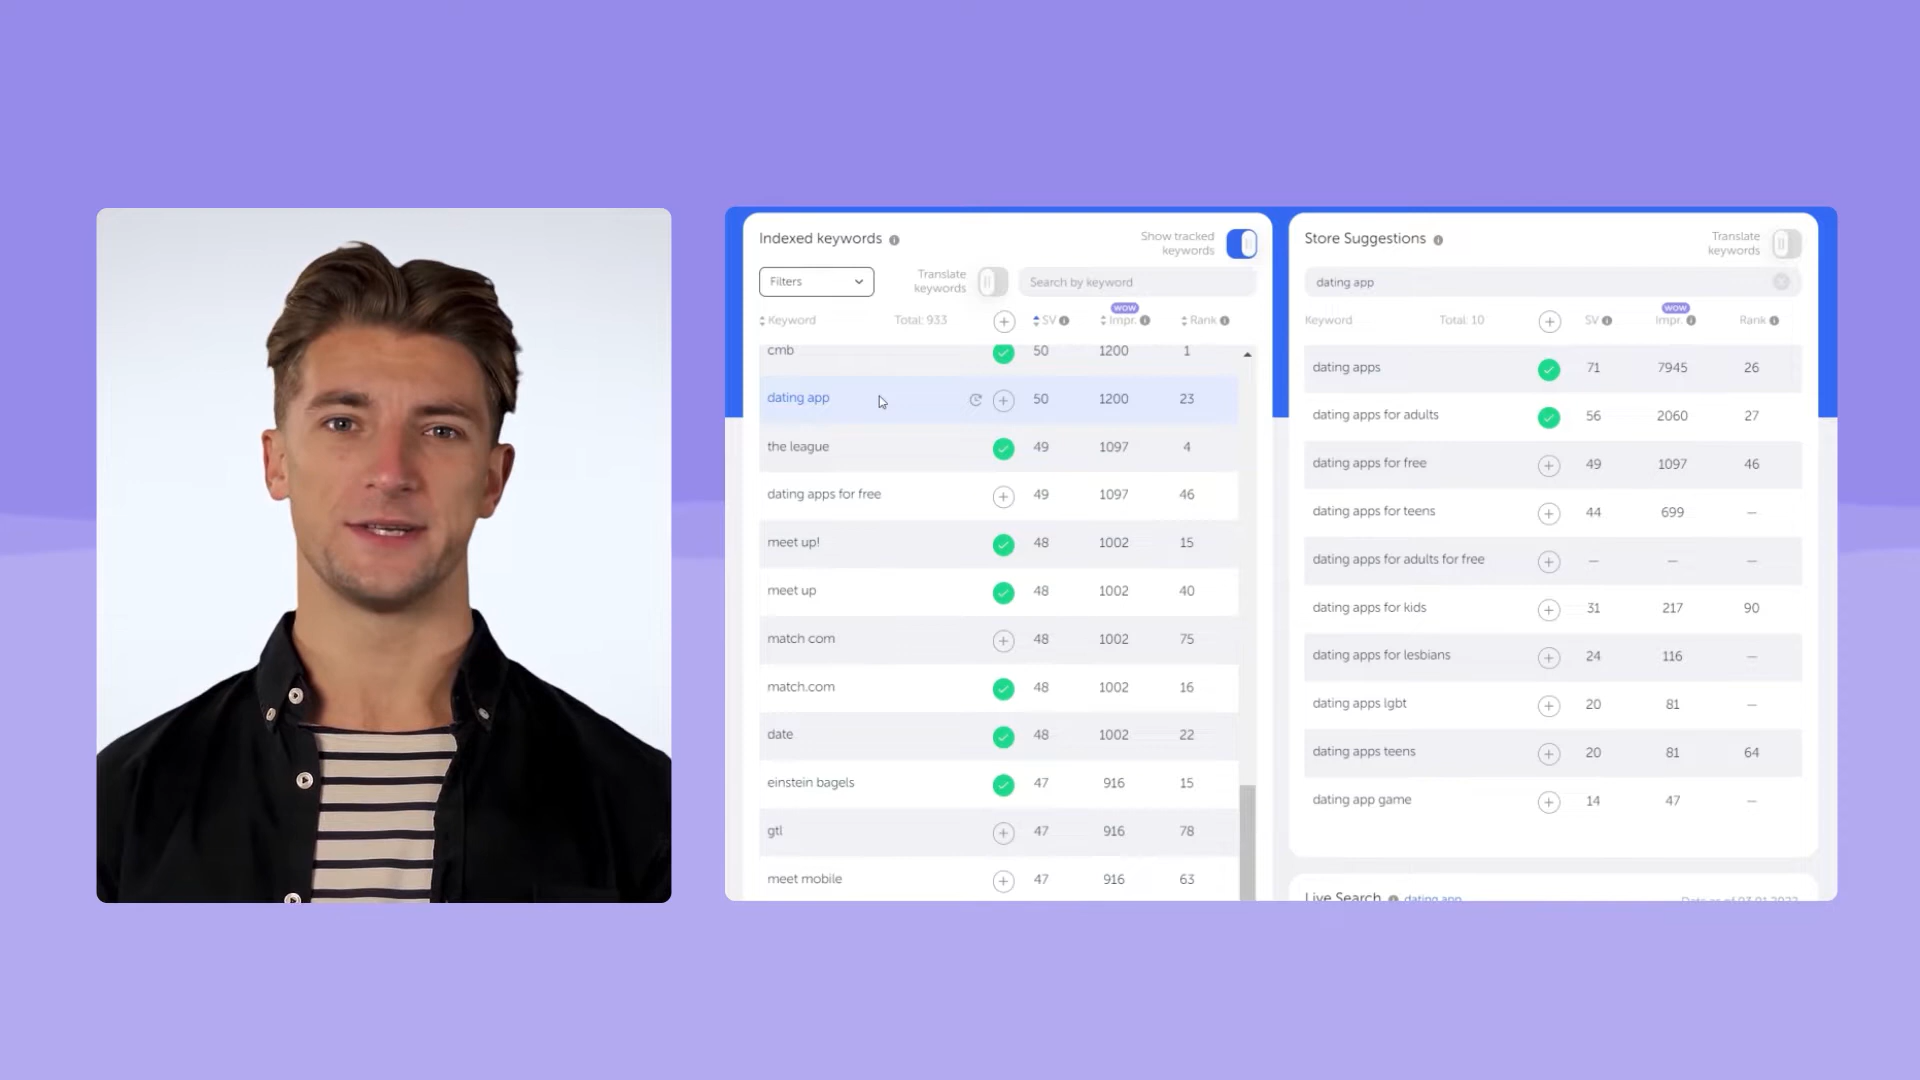 Indexed keywords
Show tracked
keywords
Filters
Translate
keywords
Search by keyword
Keyword Total: 933 SV WOW Impr. Rank
cmb 50 1200 1
dating app 50 1200 23
the league 49 1097 4
dating apps for free 49 1097 46
meet up! 48 1002 15
meet up 48 1002 40
match com 48 1002 75
match.com 48 1002 16
date 48 1002 22
einstein bagels 47 916 15
gtl 47 916 78
meet mobile 47 916 63
Store Suggestions
Translate
keywords
dating app
Keyword Total: 10 SV WOW Impr. Rank
dating apps 71 7945 26
dating apps for adults 56 2060 27
dating apps for free 49 1097 46
dating apps for teens 44 699 —
dating apps for adults for free — — —
dating apps for kids 31 217 90
dating apps for lesbians 24 116 —
dating apps lgbt 20 81 —
dating apps teens 20 81 64
dating app game 14 47 —
Live Search dating app Data as of 03.01.2022